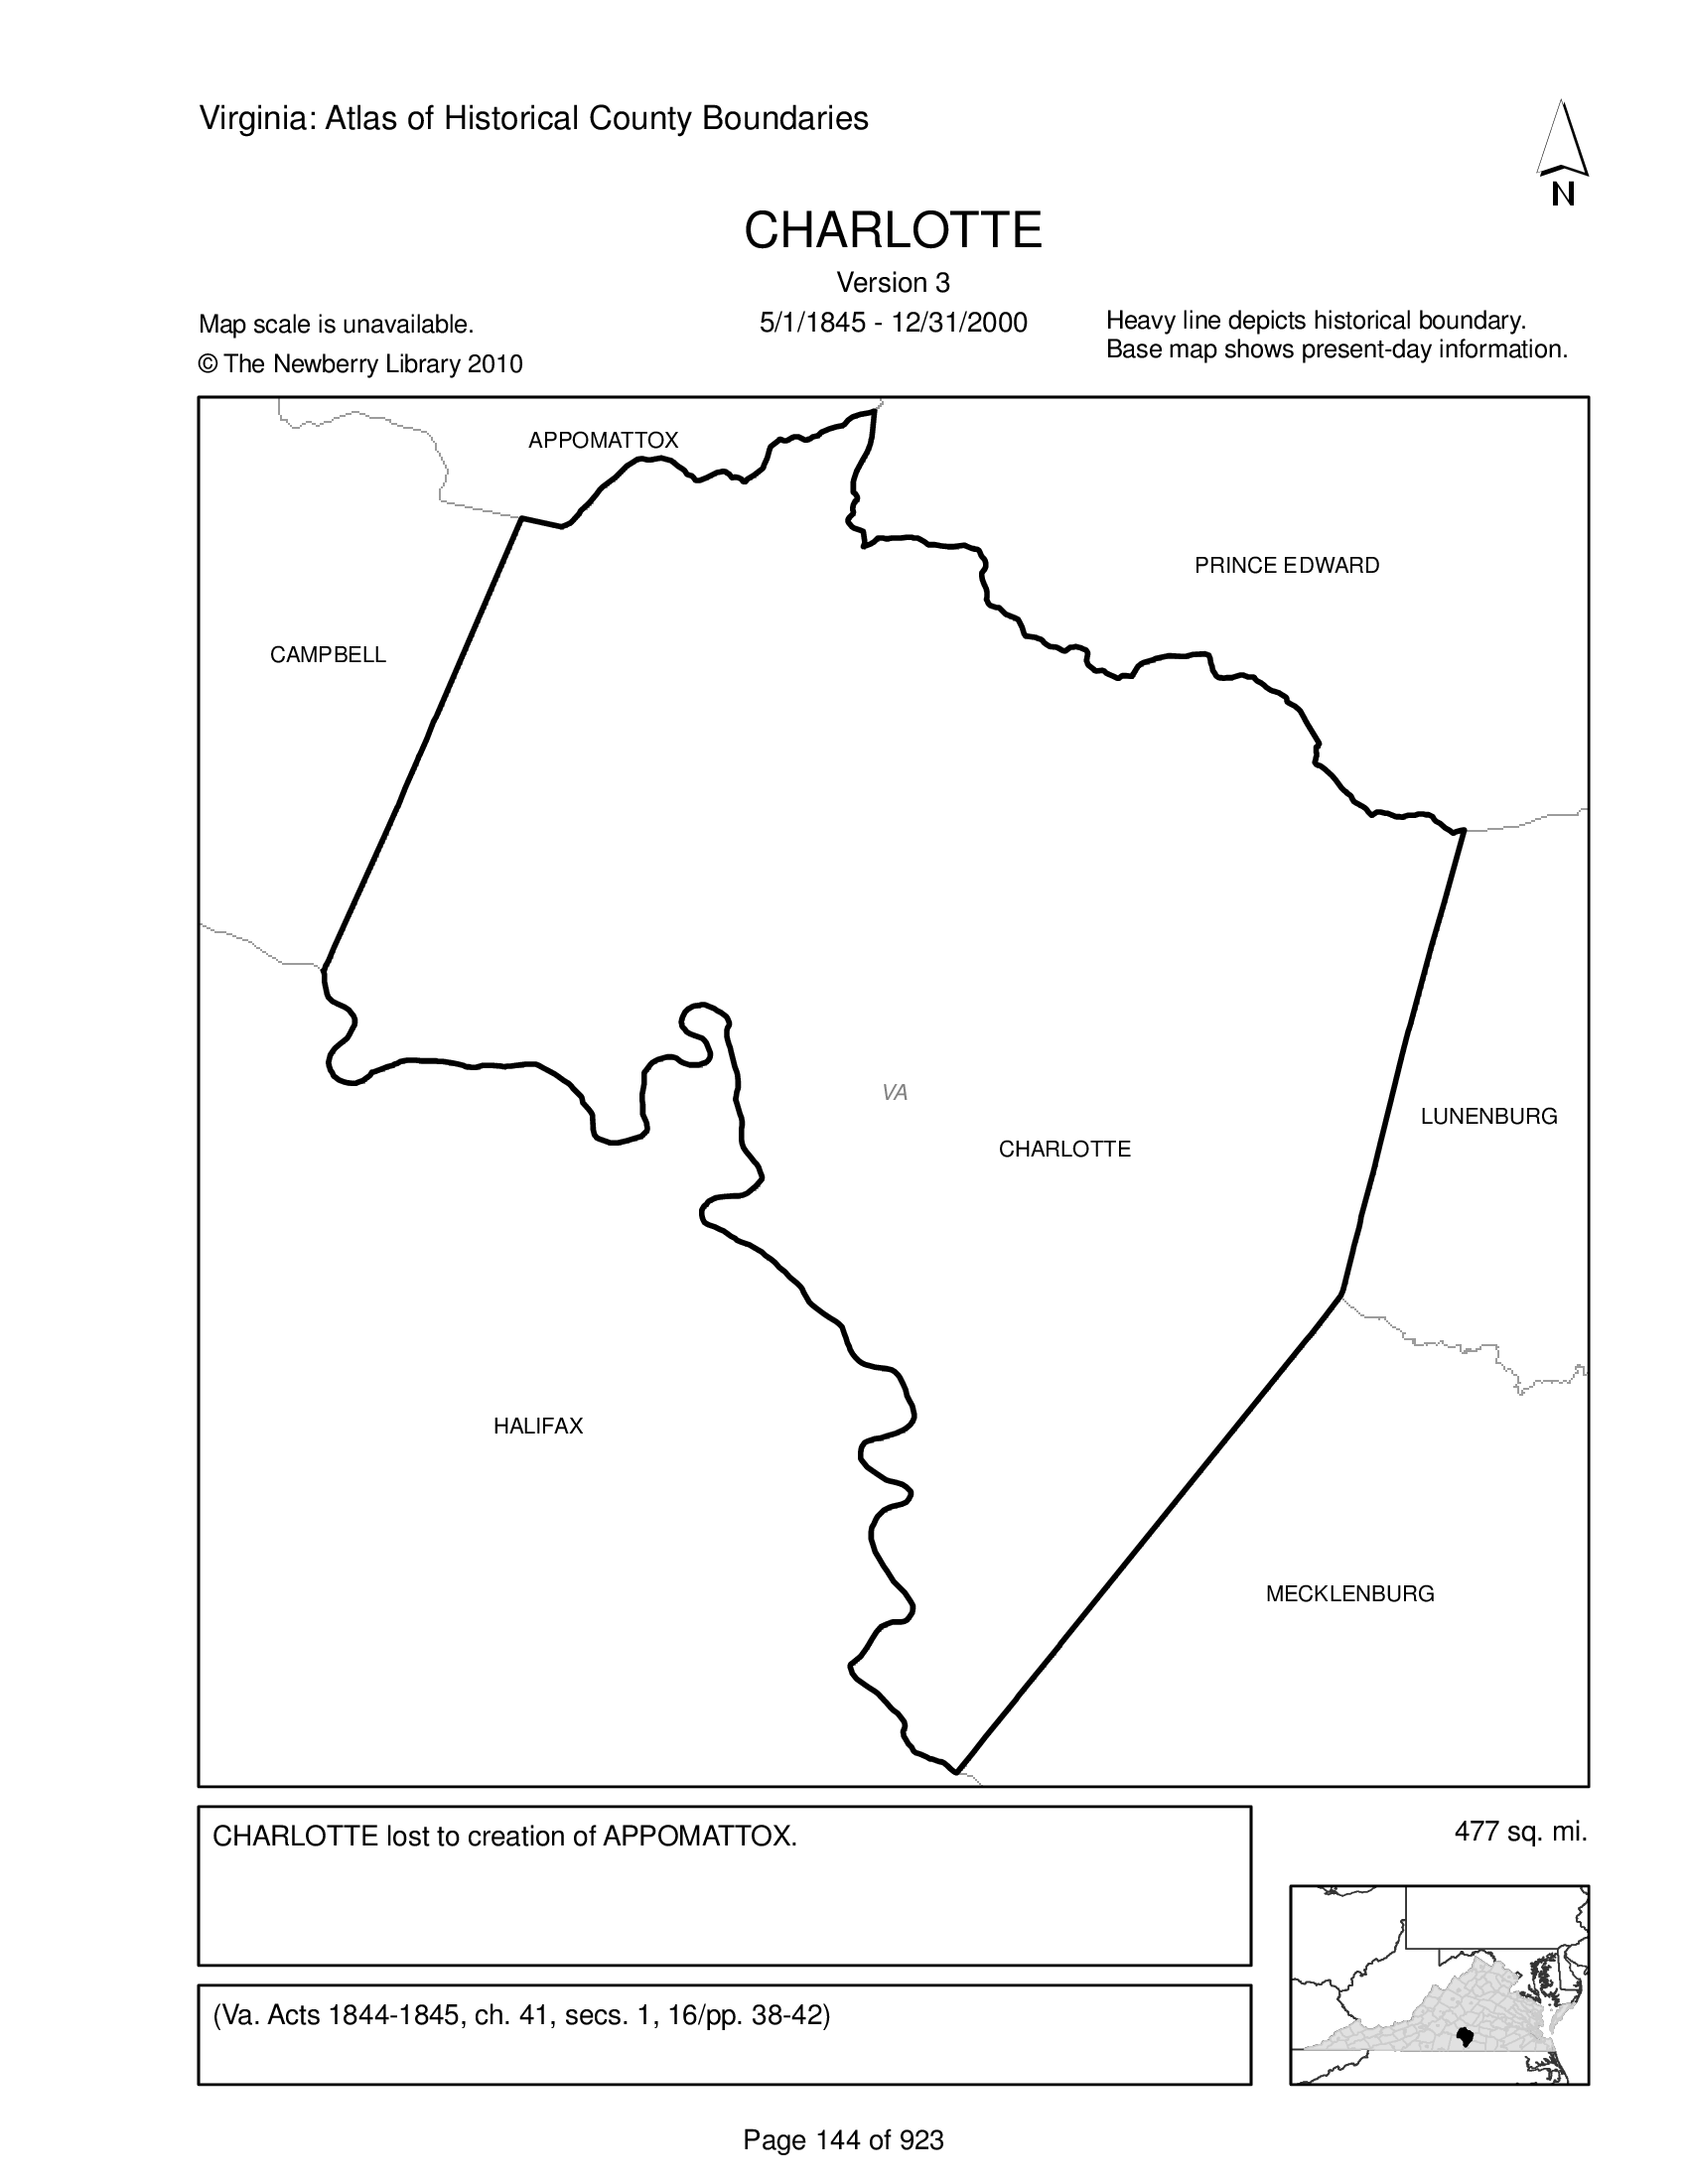 Virginia: Atlas of Historical County Boundaries
N
CHARLOTTE
Version 3
5/1/1845 - 12/31/2000
Map scale is unavailable.
© The Newberry Library 2010
Heavy line depicts historical boundary.
Base map shows present-day information.
APPOMATTOX
PRINCE EDWARD
CAMPBELL
VA
LUNENBURG
CHARLOTTE
HALIFAX
MECKLENBURG
CHARLOTTE lost to creation of APPOMATTOX.
477 sq. mi.
(Va. Acts 1844-1845, ch. 41, secs. 1, 16/pp. 38-42)
Page 144 of 923